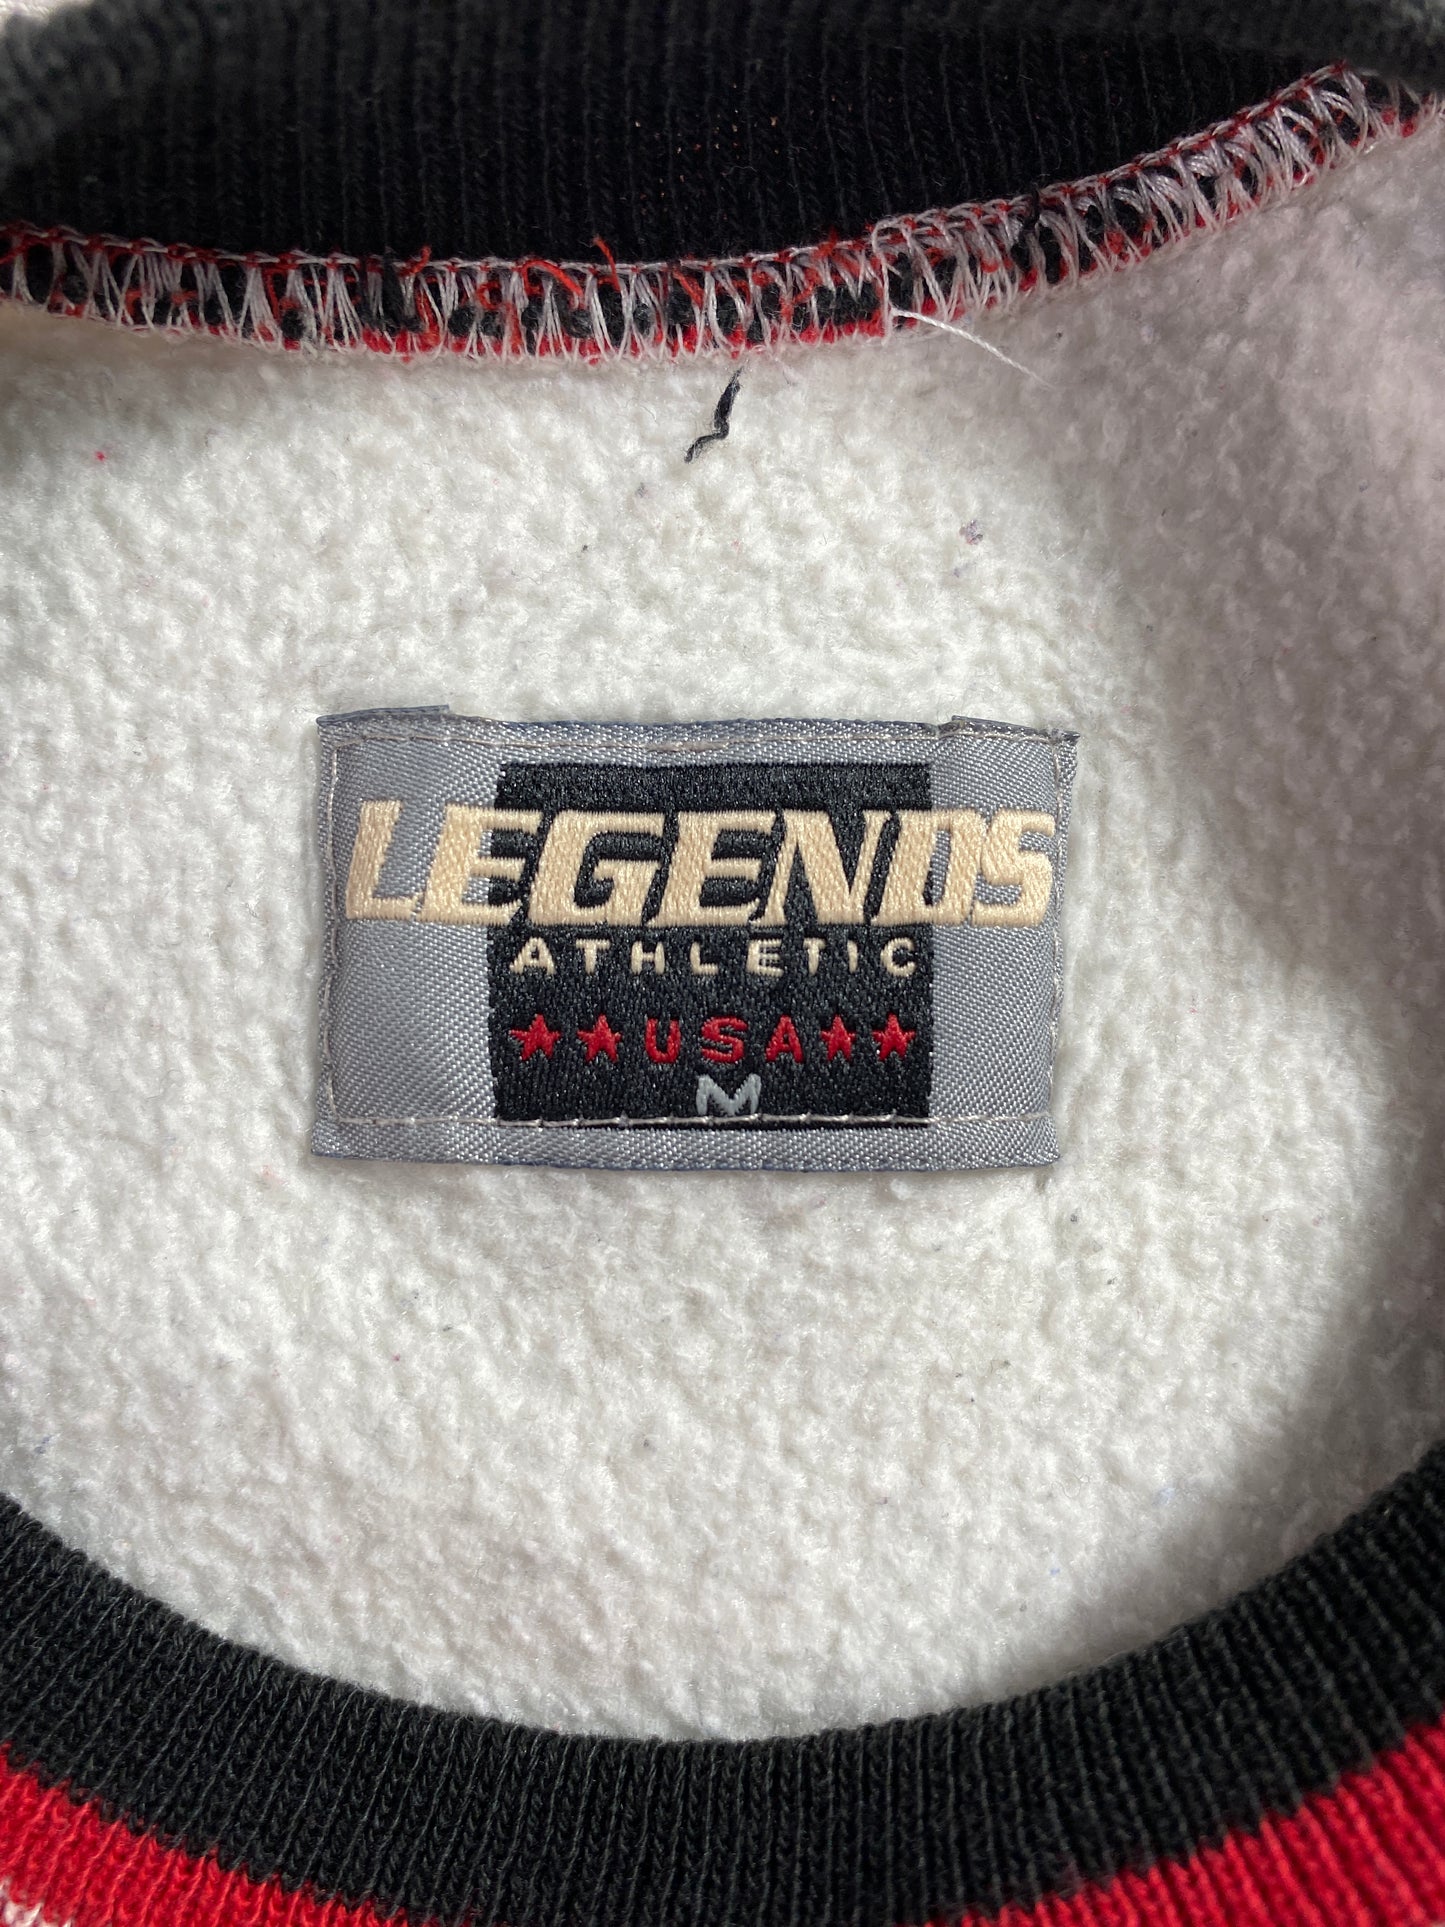 LEGENDS
ATHLETIC
★★USA★★
M